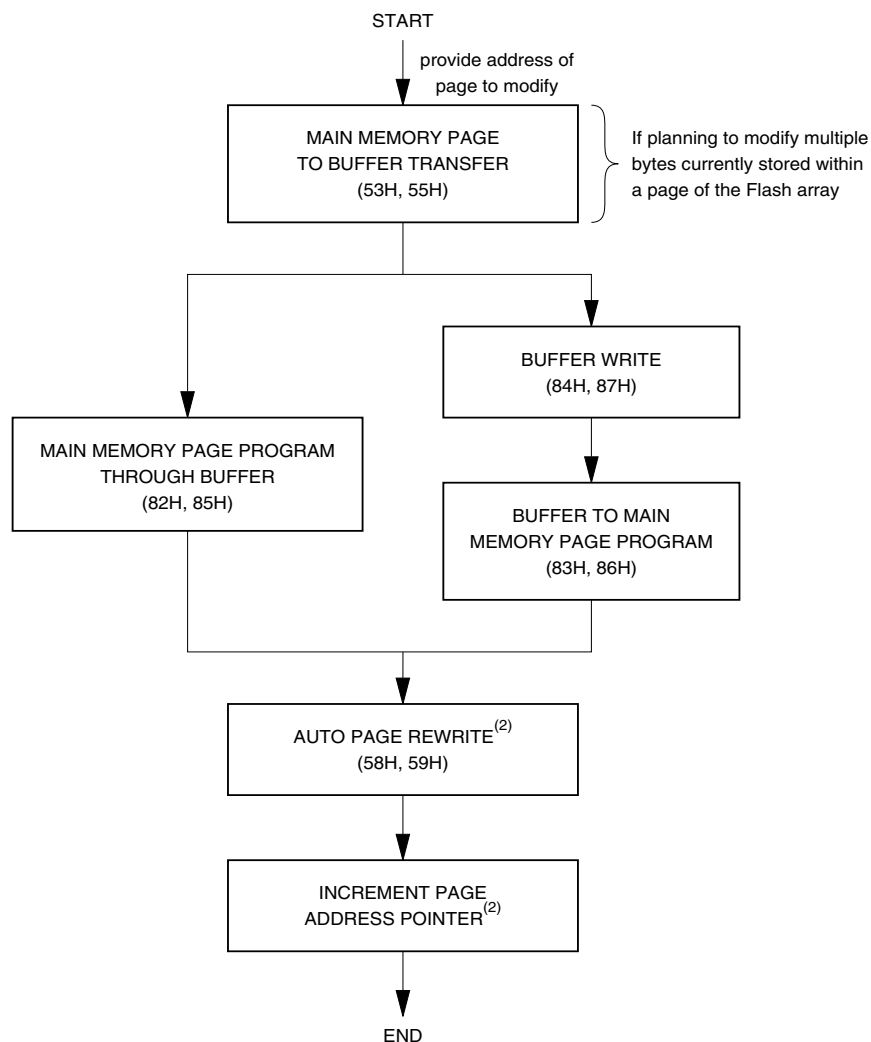 START
provide address of
page to modify
MAIN MEMORY PAGE
TO BUFFER TRANSFER
(53H, 55H)
If planning to modify multiple
bytes currently stored within
a page of the Flash array
BUFFER WRITE
(84H, 87H)
MAIN MEMORY PAGE PROGRAM
THROUGH BUFFER
(82H, 85H)
BUFFER TO MAIN
MEMORY PAGE PROGRAM
(83H, 86H)
AUTO PAGE REWRITE(2)
(58H, 59H)
INCREMENT PAGE
ADDRESS POINTER(2)
END